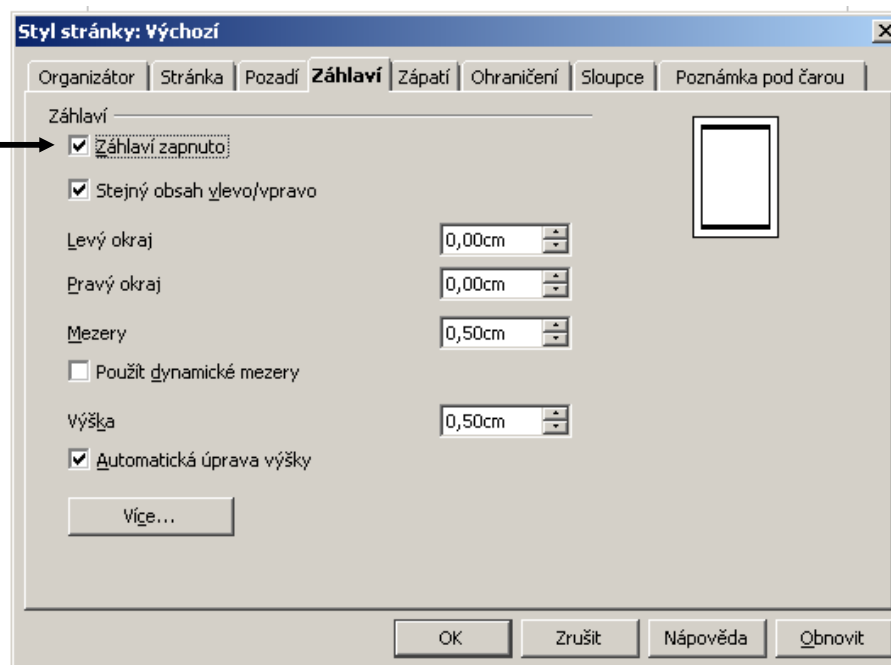 Styl stránky: Výchozí
Organizátor Stránka Pozadí Záhlaví Zápatí Ohraničení Sloupce Poznámka pod čarou
Záhlaví
Záhlaví zapnuto
Stejný obsah vlevo/vpravo
Levý okraj 0,00cm
Pravý okraj 0,00cm
Mezery 0,50cm
Použít dynamické mezery
Výška 0,50cm
Automatická úprava výšky
Více...
OK Zrušit Nápověda Obnovit